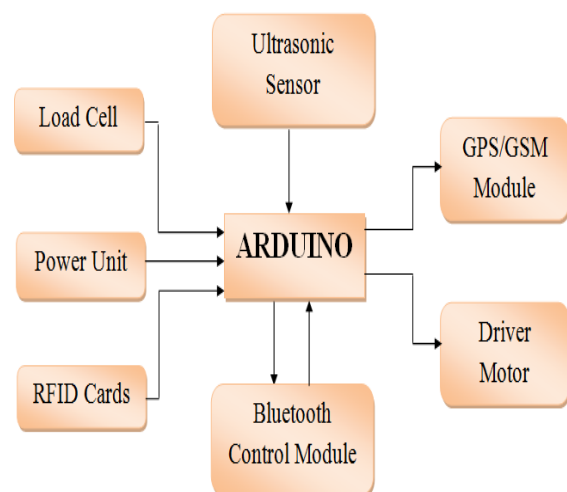 Ultrasonic
Sensor
Load Cell
GPS/GSM
Module
ARDUINO
Power Unit
Driver
Motor
RFID Cards
Bluetooth
Control Module